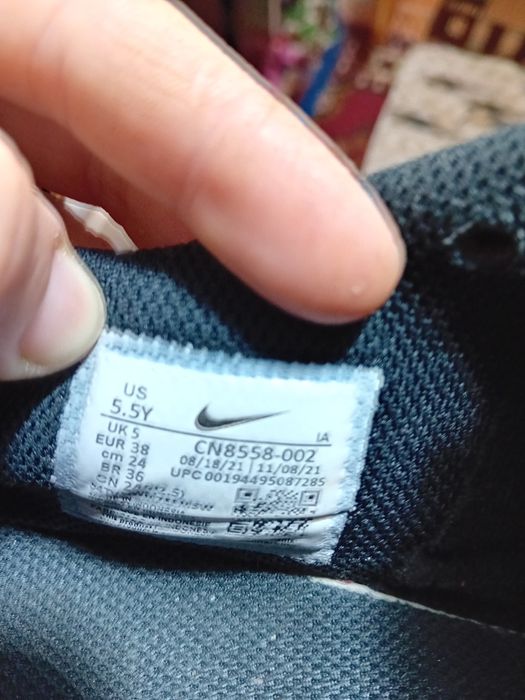 US
5.5Y
UK 5
EUR 38
cm 24
BR 36
IA
CN8558-002
08/18/21 | 11/08/21
UPC 00194495087285